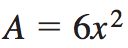 A = 6x²